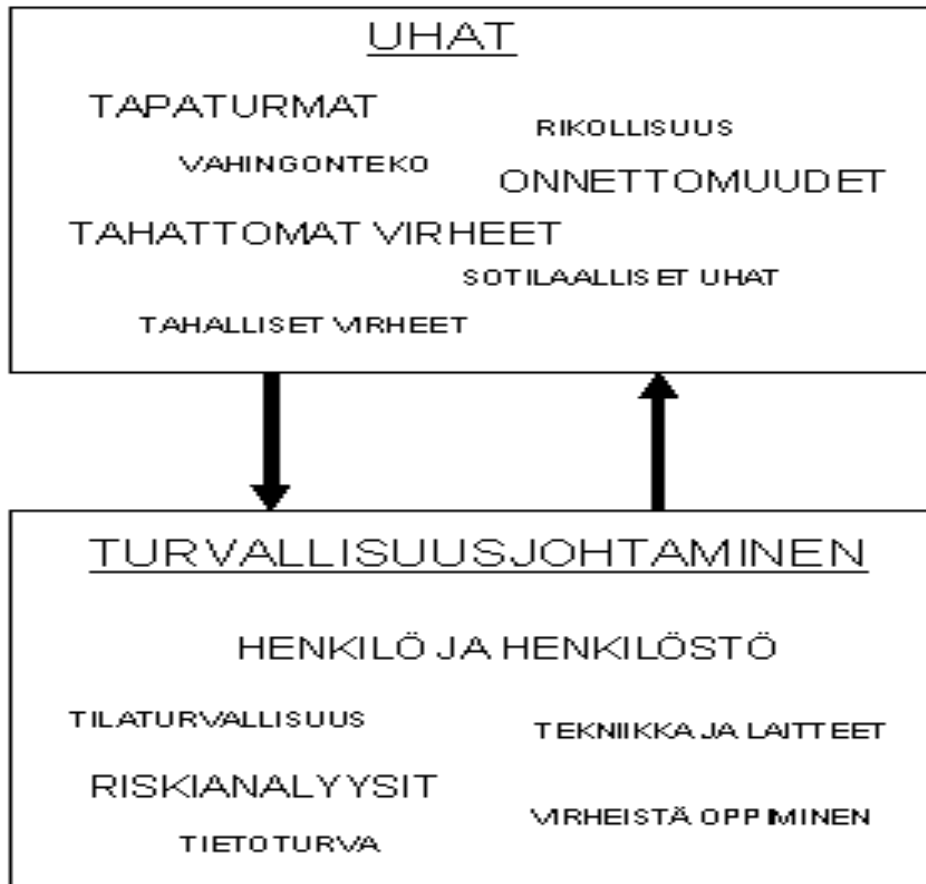 UHAT
TAPATURMAT
RIKOLLISUUS
VAHINGONTEKO
ONNETTOMUUDET
TAHATTOMAT VIRHEET
SOTILAALLISET UHAT
TAHALLISET VIRHEET
TURVALLISUUSJOHTAMINEN
HENKILÖ JA HENKILÖSTÖ
TILATURVALLISUUS
TEKNIIKKA JA LAITTEET
RISKIANALYYSIT
VIRHEISTÄ OPPIMINEN
TIETOTURVA